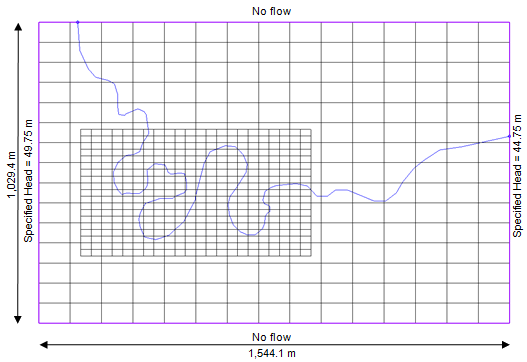 No flow
1,029.4 m
Specified Head = 49.75 m
Specified Head = 44.75 m
No flow
1,544.1 m